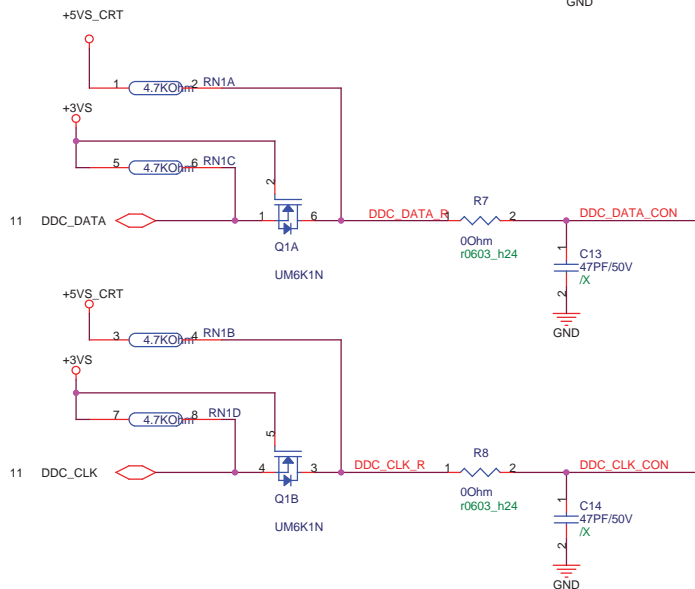 GND
+5VS_CRT
1 4.7KOhm 2 RN1A
+3VS
5 4.7KOhm 6 RN1C
2
11 DDC_DATA 1 6 DDC_DATA_R 1 R7 2 DDC_DATA_CON
Q1A
UM6K1N
0Ohm
r0603_h24
1 C13
47PF/50V
2 /X
GND
+5VS_CRT
3 4.7KOhm 4 RN1B
+3VS
7 4.7KOhm 8 RN1D
5
11 DDC_CLK 4 3 DDC_CLK_R 1 R8 2 DDC_CLK_CON
Q1B
UM6K1N
0Ohm
r0603_h24
1 C14
47PF/50V
2 /X
GND